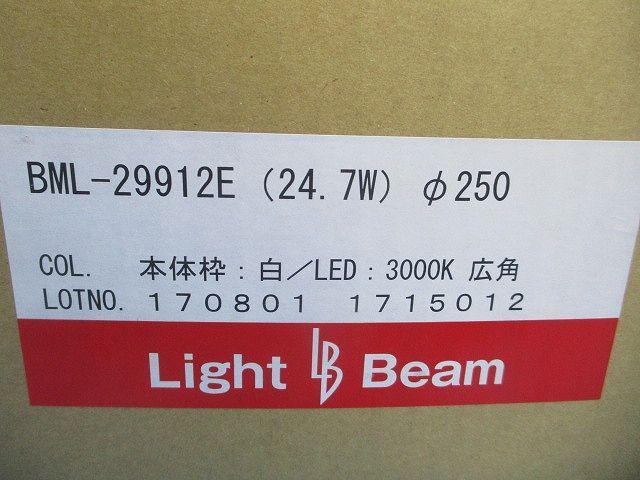 BML-29912E (24.7W) φ250
COL. 本体枠：白／LED：3000K 広角
LOTNO. 170801 1715012
Light LB Beam